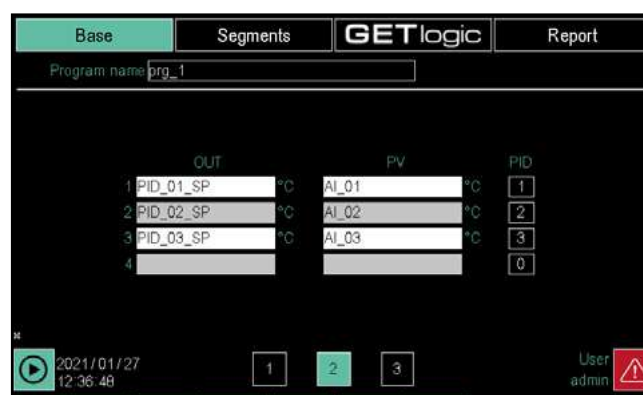 Base Segments GETlogic Report
Program name prg_1
OUT PV PID
1 PID_01_SP °C AI_01 °C 1
2 PID_02_SP °C AI_02 °C 2
3 PID_03_SP °C AI_03 °C 3
4 0
2021/01/27 1 2 3 User
12:36:48 admin